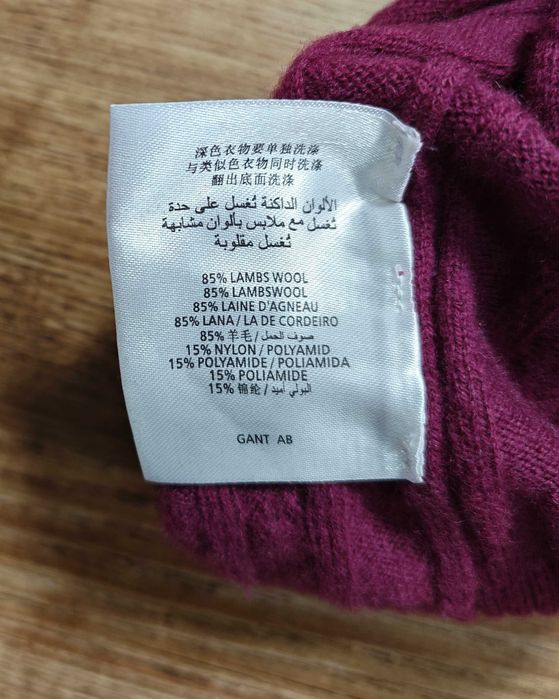 深色衣物要单独洗涤
与类似色衣物同时洗涤
翻出底面洗涤
الألوان الداكنة تُغسل على حدة
تُغسل مع ملابس بألوان مشابهة
تُغسل مقلوبة
85% LAMBS WOOL
85% LAMBSWOOL
85% LAINE D'AGNEAU
85% LANA / LA DE CORDEIRO
85% 羊毛 / صوف الحمل
15% NYLON / POLYAMID
15% POLYAMIDE / POLIAMIDA
15% POLIAMIDE
15% 锦纶 / البولي أميد
GANT AB